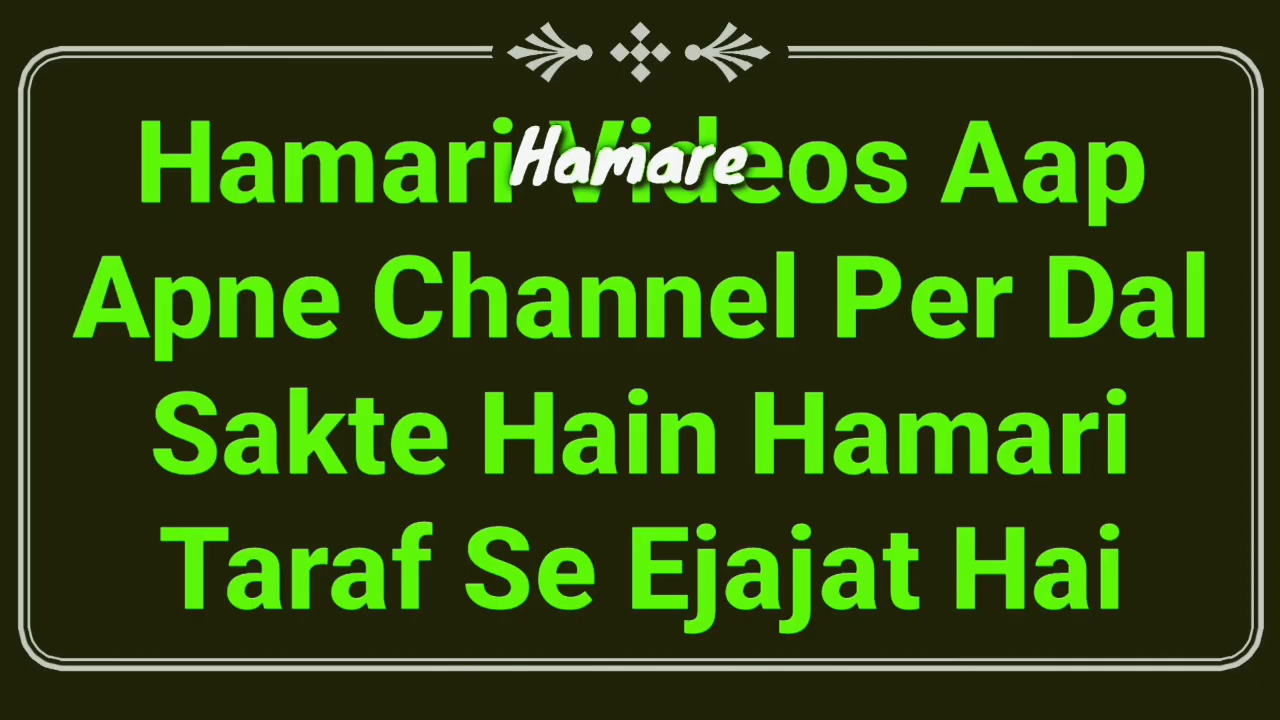 Hamari Videos Aap
Hamare
Apne Channel Per Dal
Sakte Hain Hamari
Taraf Se Ejajat Hai